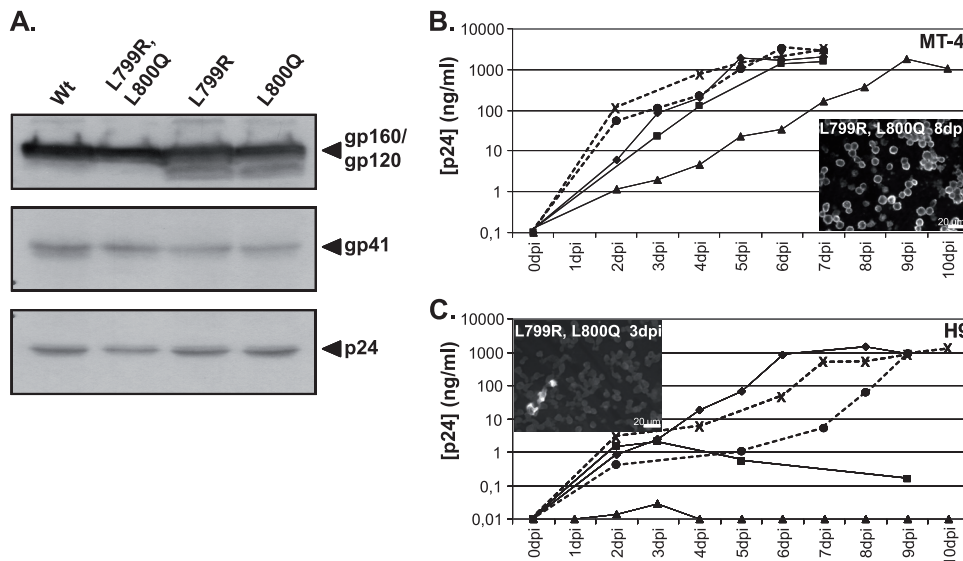 A.
Wt
L799R,
L800Q
L799R
L800Q
gp160/
gp120
gp41
p24
B.
MT-4
[p24] (ng/ml)
10000
1000
100
10
1
0,1
L799R, L800Q 8dpi
20 µm
0dpi
1dpi
2dpi
3dpi
4dpi
5dpi
6dpi
7dpi
8dpi
9dpi
10dpi
C.
H9
[p24] (ng/ml)
10000
1000
100
10
1
0,1
0,01
L799R, L800Q 3dpi
20 µm
0dpi
1dpi
2dpi
3dpi
4dpi
5dpi
6dpi
7dpi
8dpi
9dpi
10dpi